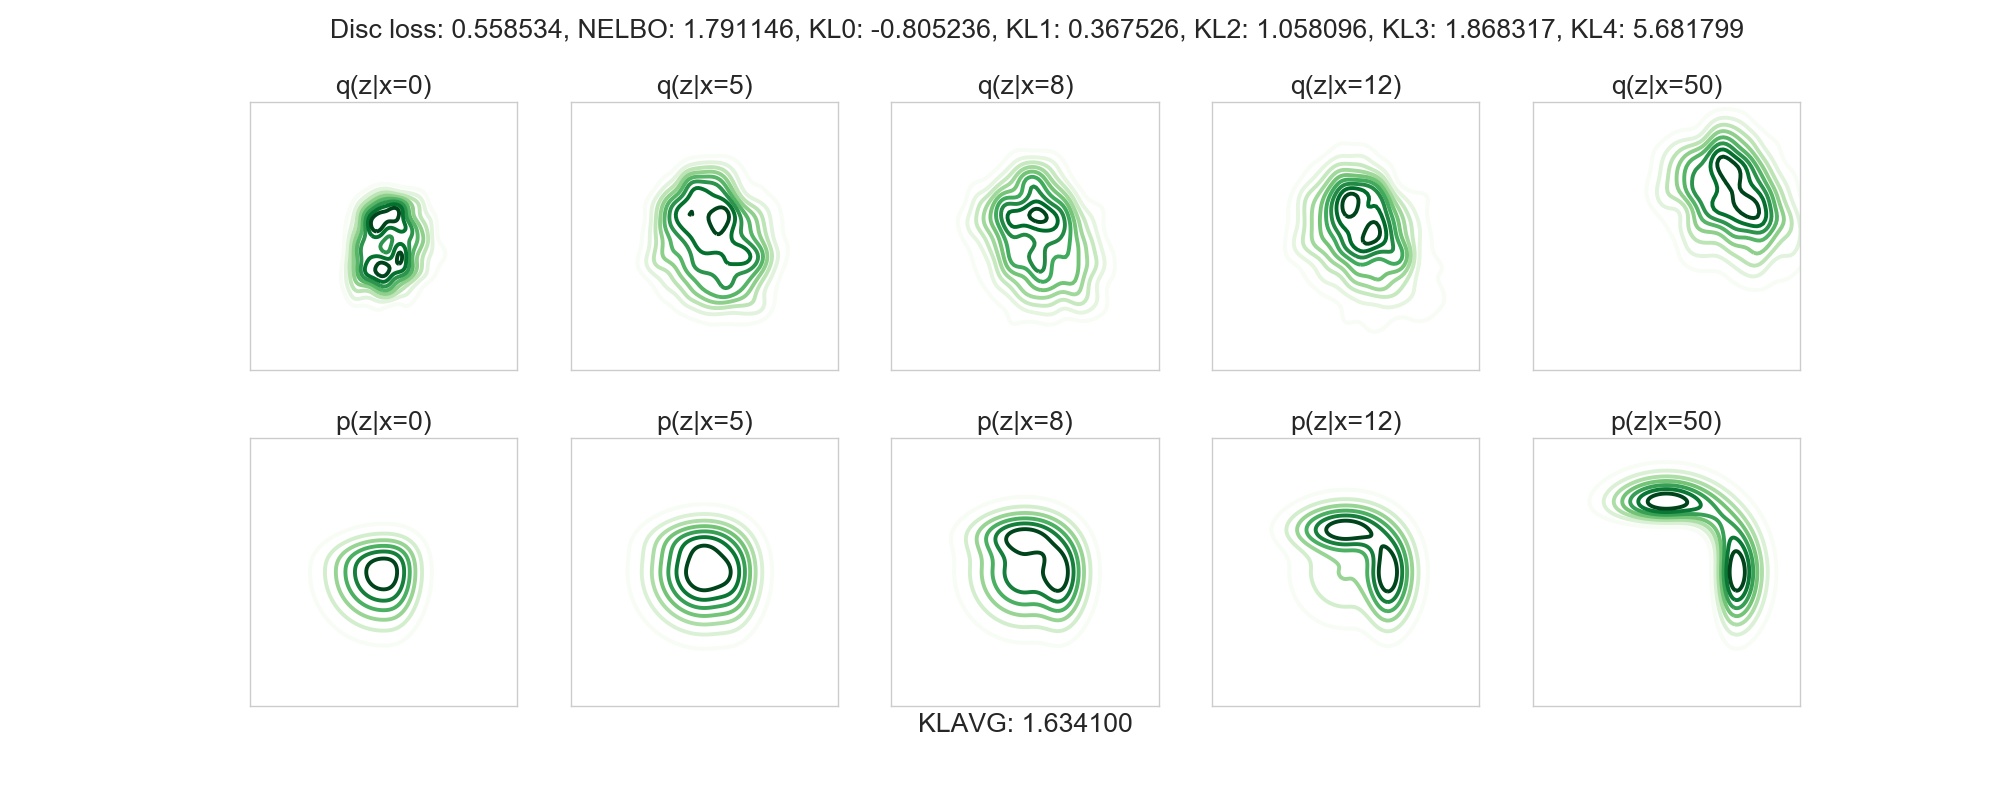 Disc loss: 0.558534, NELBO: 1.791146, KL0: -0.805236, KL1: 0.367526, KL2: 1.058096, KL3: 1.868317, KL4: 5.681799
q(z|x=0) q(z|x=5) q(z|x=8) q(z|x=12) q(z|x=50)
p(z|x=0) p(z|x=5) p(z|x=8) p(z|x=12) p(z|x=50)
KLAVG: 1.634100